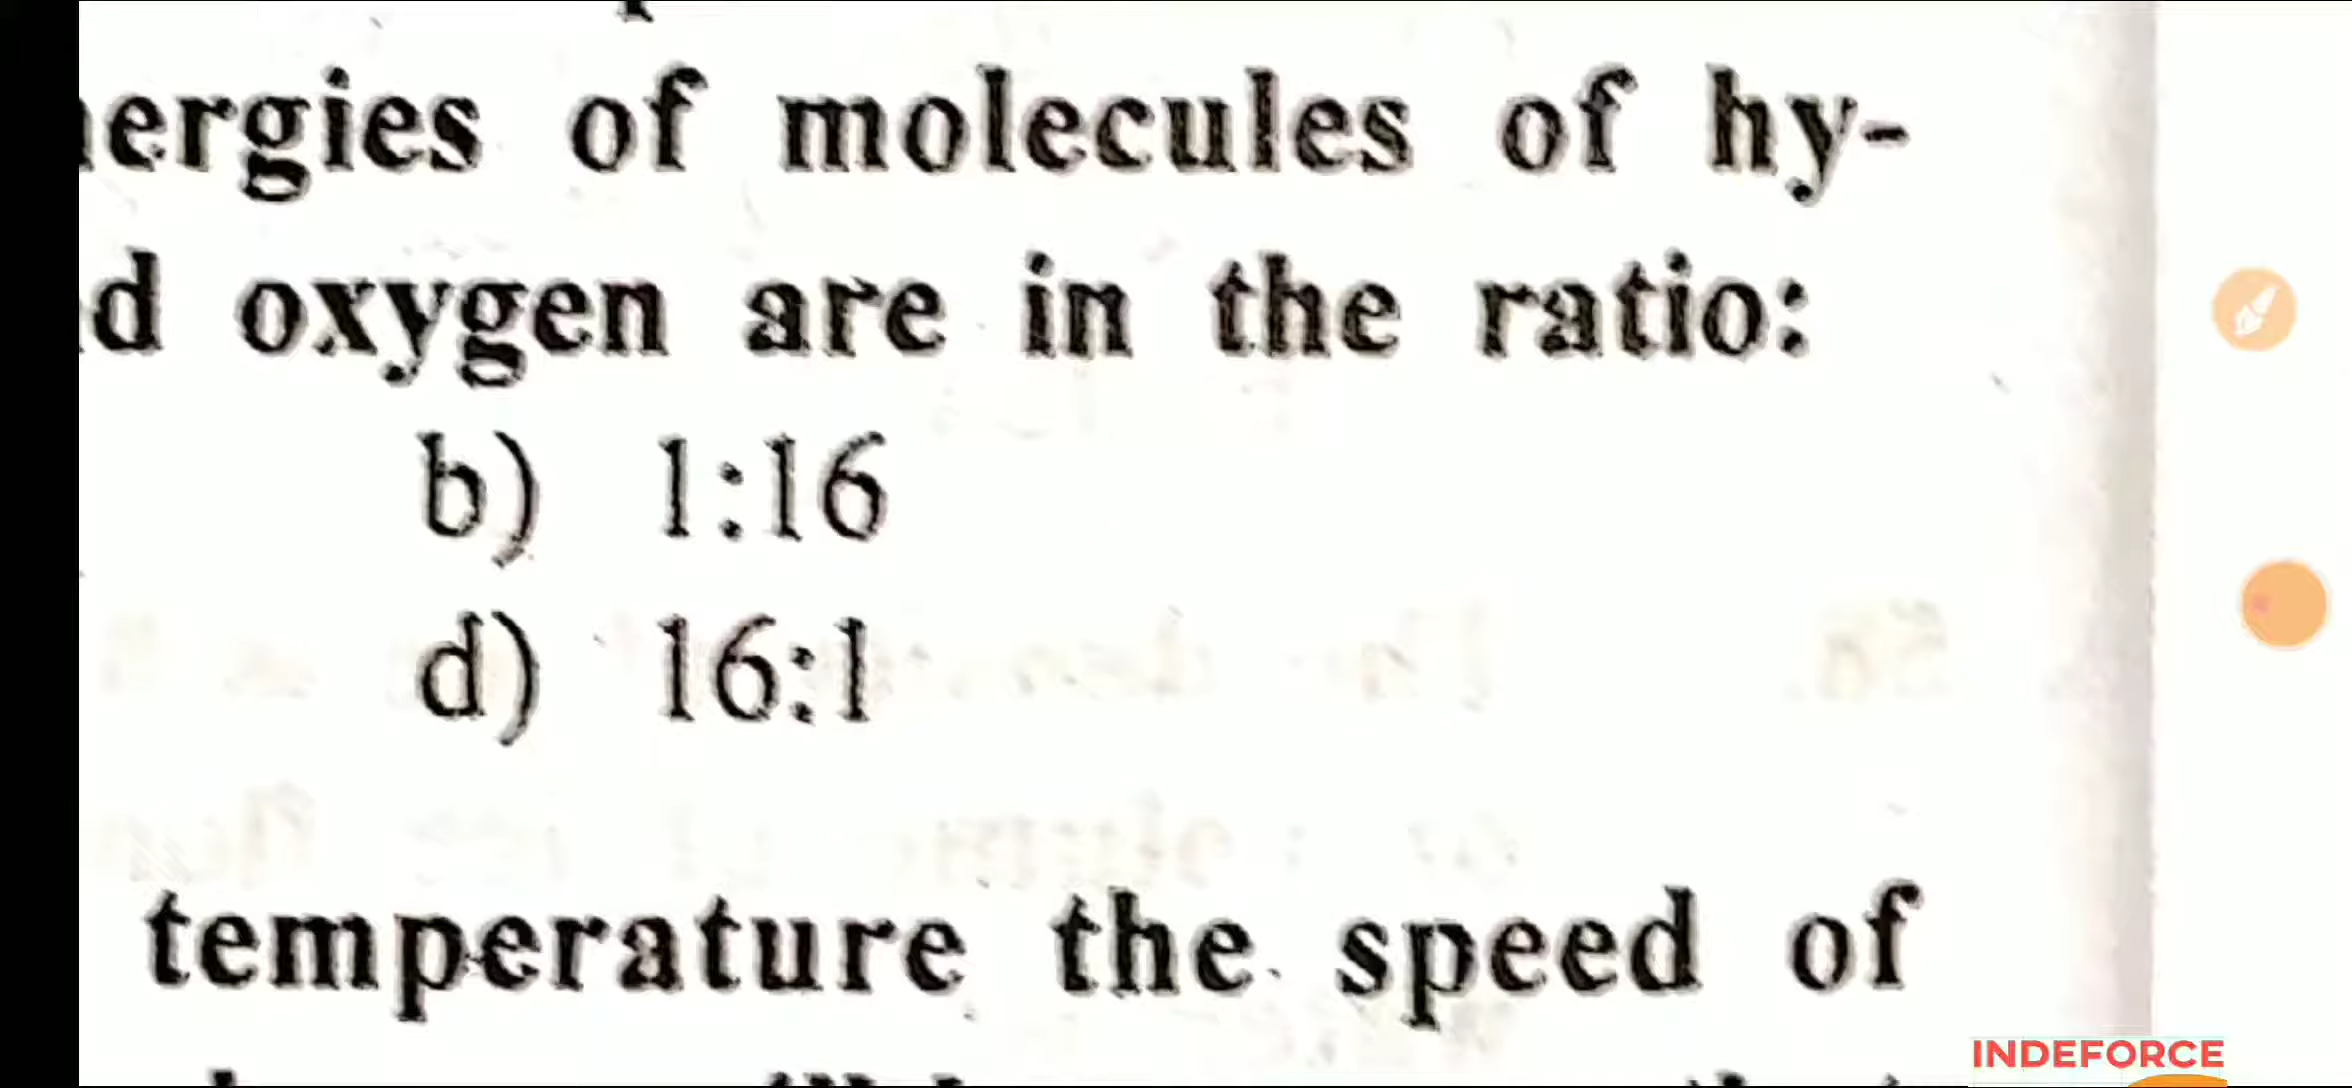 ergies of molecules of hy-
d oxygen are in the ratio:
b) 1:16
d) 16:1
temperature the speed of
INDEFORCE